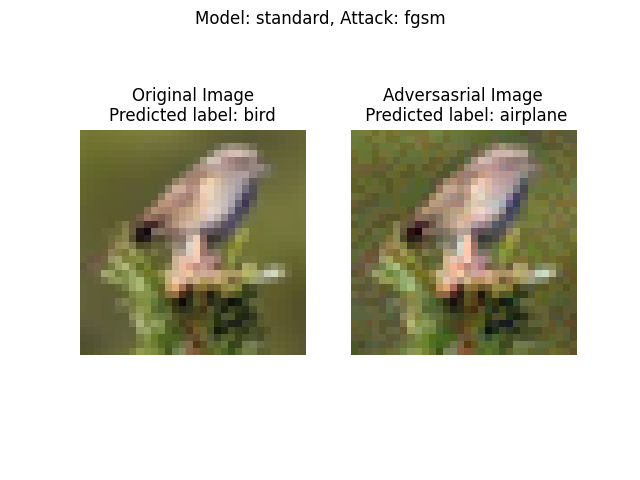 Model: standard, Attack: fgsm
Original Image
Predicted label: bird
Adversasrial Image
Predicted label: airplane